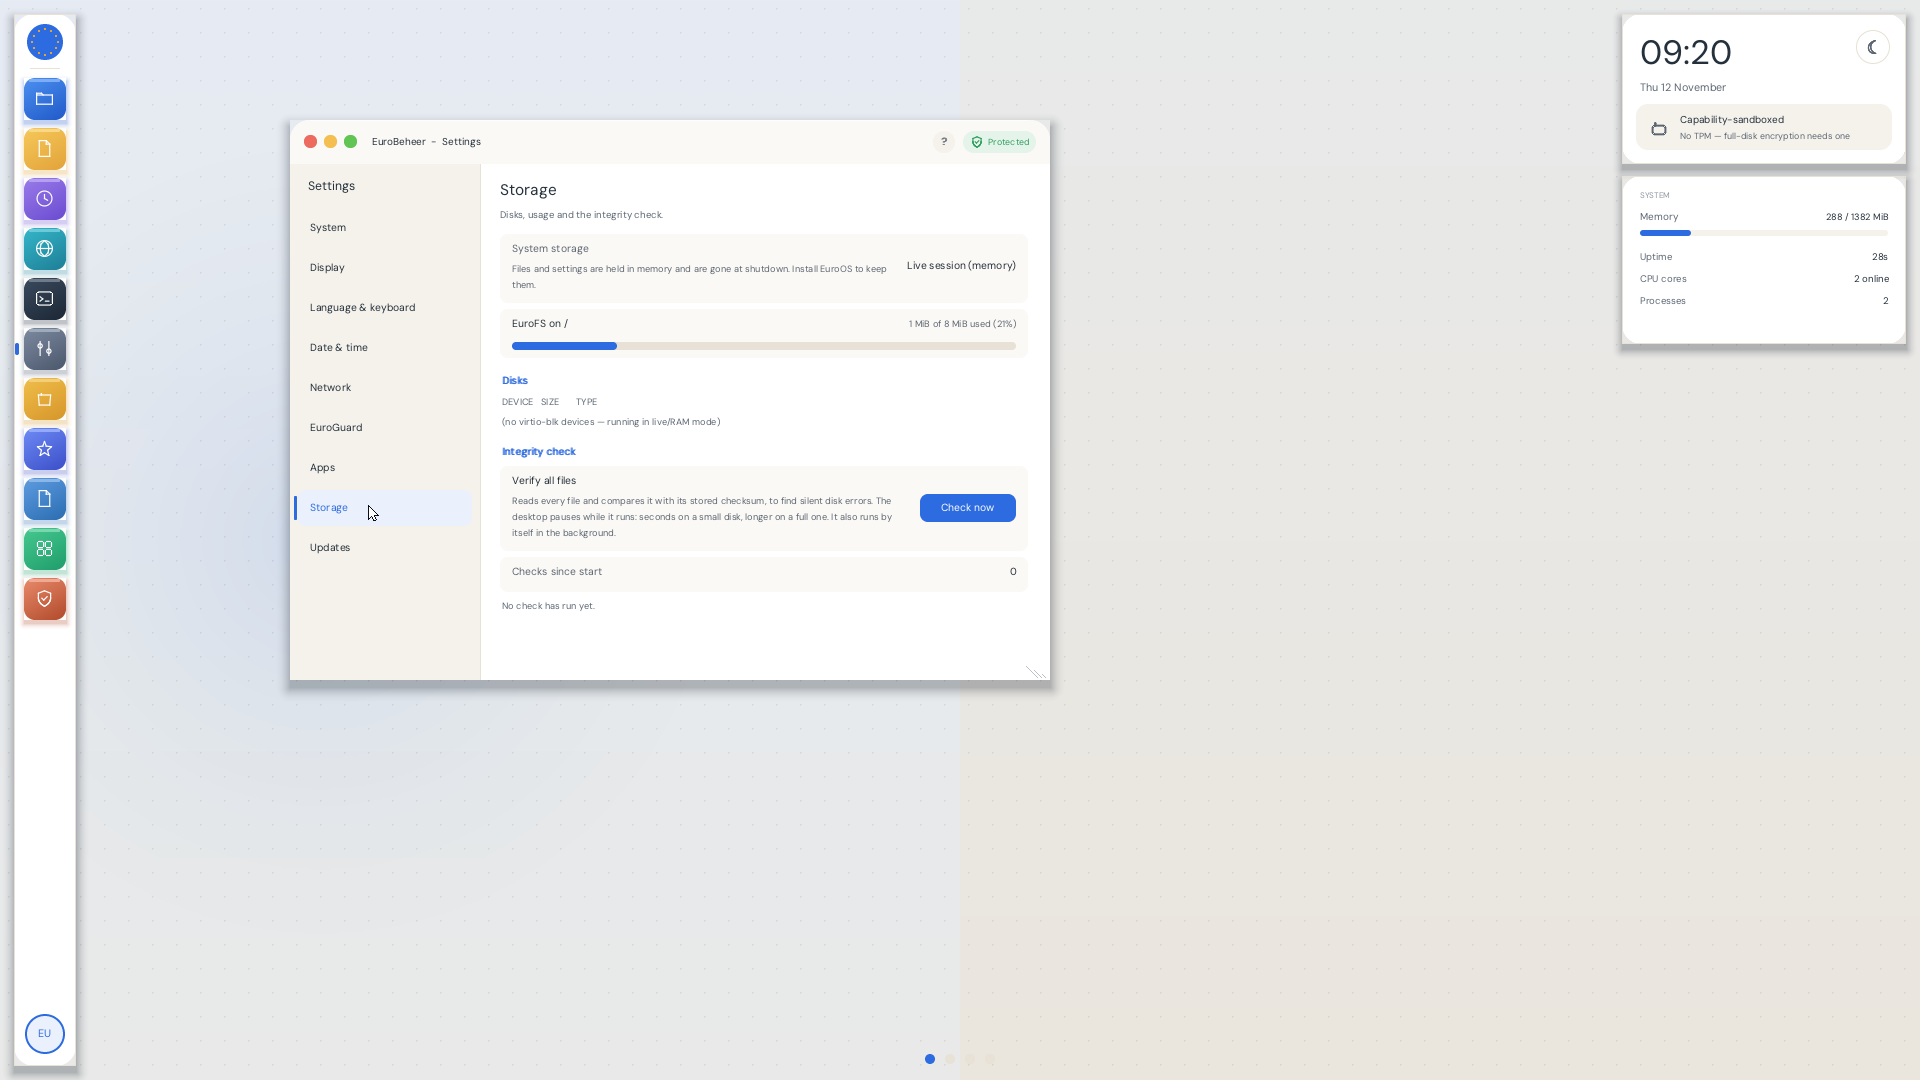 EuroBeheer - Settings
?
Protected
Settings
System
Display
Language & keyboard
Date & time
Network
EuroGuard
Apps
Storage
Updates
Storage
Disks, usage and the integrity check.
System storage
Files and settings are held in memory and are gone at shutdown. Install EuroOS to keep
them.
Live session (memory)
EuroFS on /
1 MiB of 8 MiB used (21%)
Disks
DEVICE SIZE TYPE
(no virtio-blk devices — running in live/RAM mode)
Integrity check
Verify all files
Reads every file and compares it with its stored checksum, to find silent disk errors. The
desktop pauses while it runs: seconds on a small disk, longer on a full one. It also runs by
itself in the background.
Check now
Checks since start
0
No check has run yet.
09:20
Thu 12 November
Capability-sandboxed
No TPM — full-disk encryption needs one
SYSTEM
Memory
288 / 1382 MiB
Uptime
28s
CPU cores
2 online
Processes
2
EU